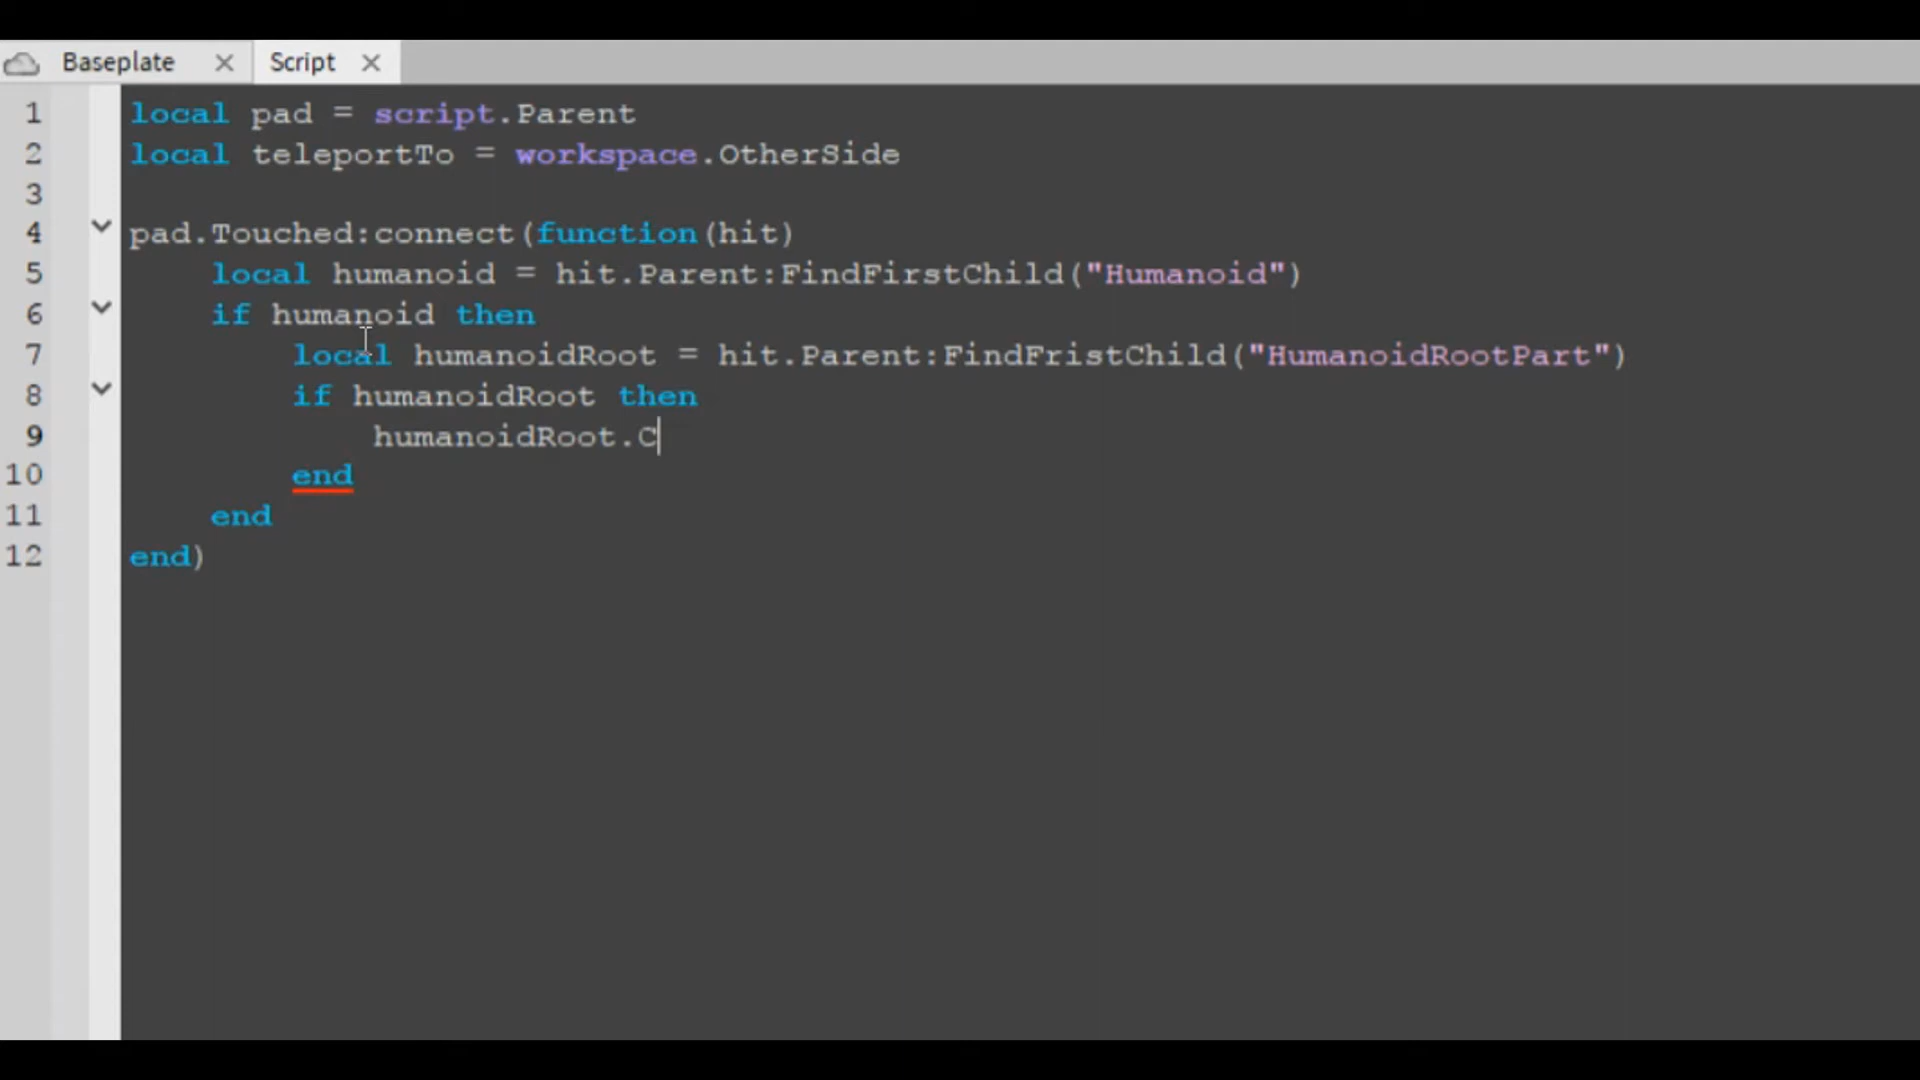 Baseplate Script
1 local pad = script.Parent
2 local teleportTo = workspace.OtherSide
3
4 pad.Touched:connect(function(hit)
5 local humanoid = hit.Parent:FindFirstChild("Humanoid")
6 if humanoid then
7 local humanoidRoot = hit.Parent:FindFristChild("HumanoidRootPart")
8 if humanoidRoot then
9 humanoidRoot.C
10 end
11 end
12 end)